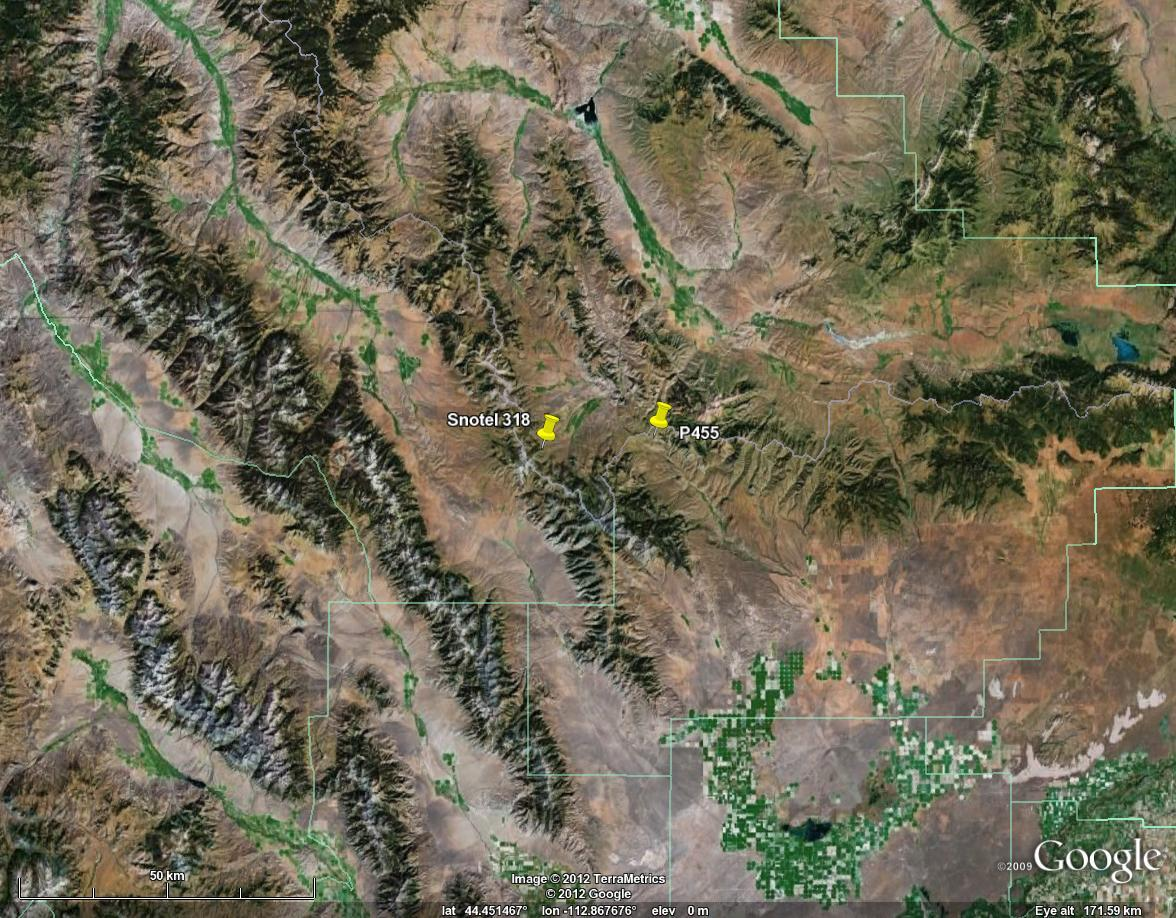 Snotel 318
P455
50 km
Image © 2012 TerraMetrics
© 2012 Google
©2009 Google
lat 44.451467° lon -112.867676° elev 0 m
Eye alt 171.59 km